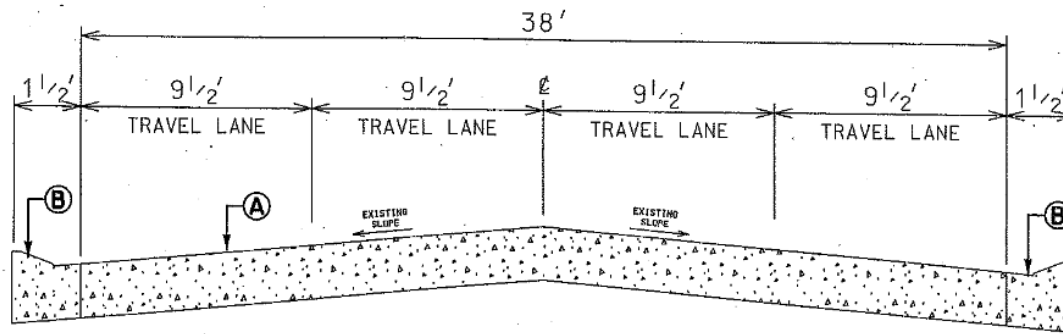 38'
1 1/2'
9 1/2'
9 1/2'
℄
9 1/2'
9 1/2'
1 1/2'
TRAVEL LANE
TRAVEL LANE
TRAVEL LANE
TRAVEL LANE
B
A
EXISTING
SLOPE
EXISTING
SLOPE
B